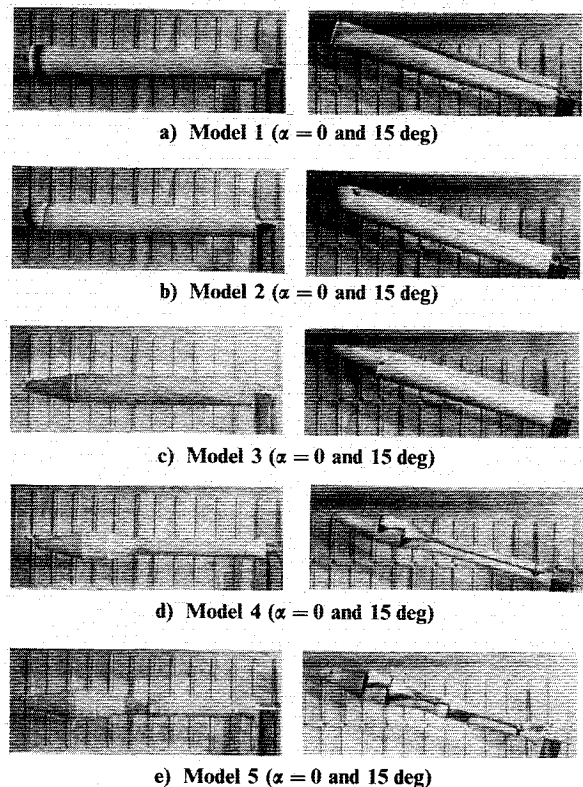 a) Model 1 (α = 0 and 15 deg)
b) Model 2 (α = 0 and 15 deg)
c) Model 3 (α = 0 and 15 deg)
d) Model 4 (α = 0 and 15 deg)
e) Model 5 (α = 0 and 15 deg)